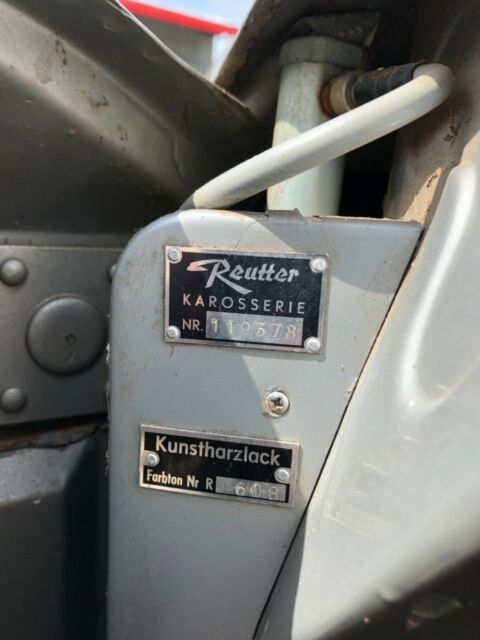 Reutter
KAROSSERIE
NR. 119378
Kunstharzlack
Farbton Nr R 608